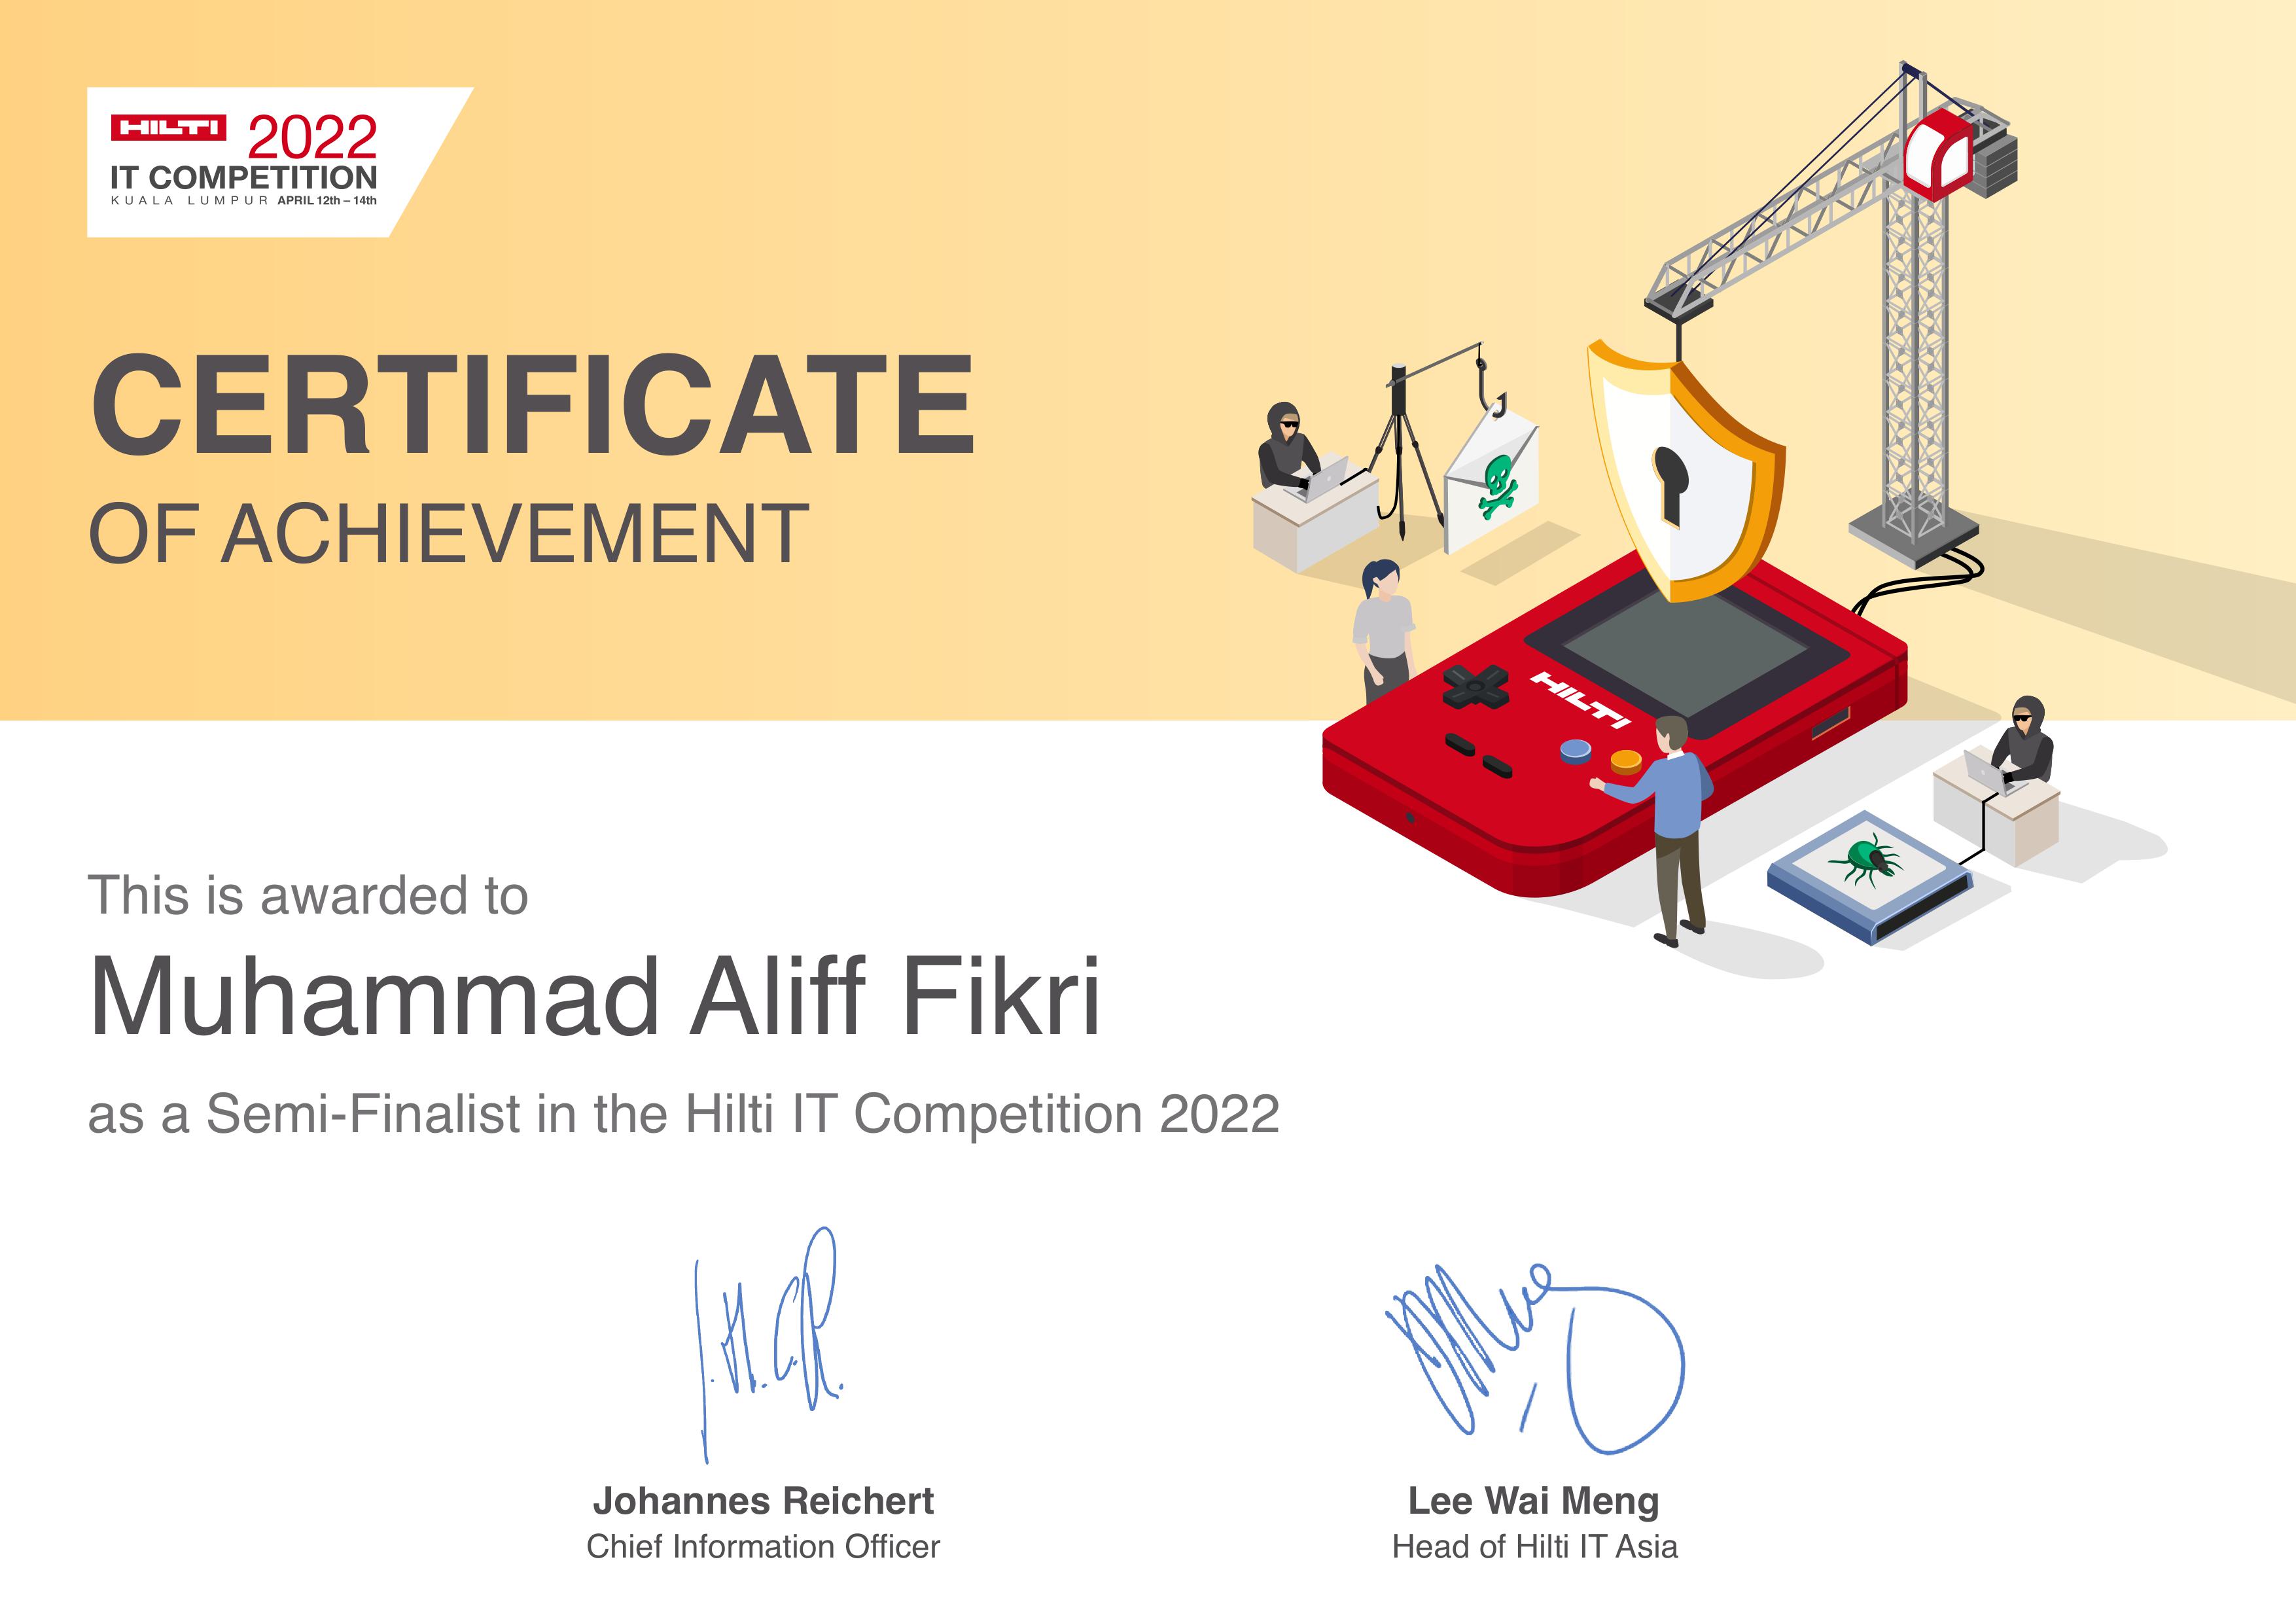 HILTI 2022
IT COMPETITION
KUALA LUMPUR APRIL 12th – 14th
CERTIFICATE
OF ACHIEVEMENT
HILTI
This is awarded to
Muhammad Aliff Fikri
as a Semi-Finalist in the Hilti IT Competition 2022
Johannes Reichert
Chief Information Officer
Lee Wai Meng
Head of Hilti IT Asia